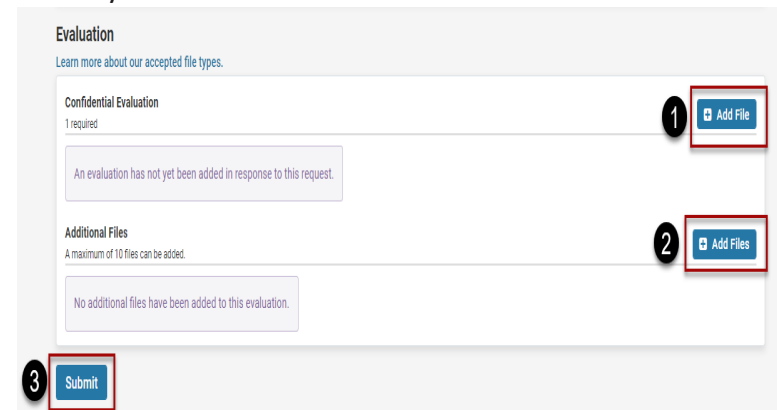 Evaluation
Learn more about our accepted file types.
Confidential Evaluation
1 required
1
Add File
An evaluation has not yet been added in response to this request.
Additional Files
A maximum of 10 files can be added.
2
Add Files
No additional files have been added to this evaluation.
3
Submit